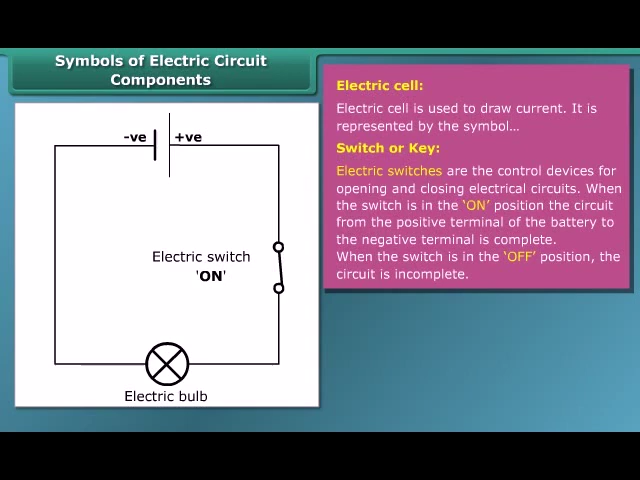 Symbols of Electric Circuit
Components
-ve
+ve
Electric switch
'ON'
Electric bulb
Electric cell:
Electric cell is used to draw current. It is
represented by the symbol...
Switch or Key:
Electric switches are the control devices for
opening and closing electrical circuits. When
the switch is in the ‘ON’ position the circuit
from the positive terminal of the battery to
the negative terminal is complete.
When the switch is in the ‘OFF’ position, the
circuit is incomplete.